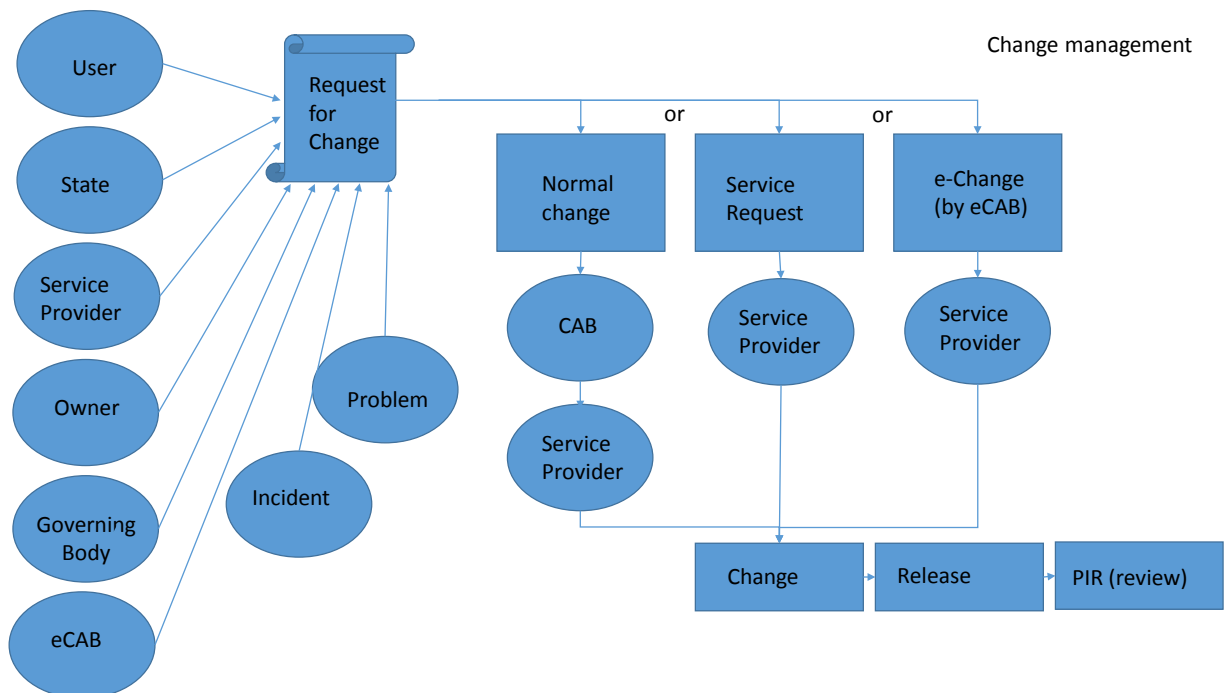 Change management
User
Request
for
Change
or
or
State
Normal
change
Service
Request
e-Change
(by eCAB)
Service
Provider
CAB
Service
Provider
Service
Provider
Owner
Problem
Service
Provider
Incident
Governing
Body
Change
Release
PIR (review)
eCAB